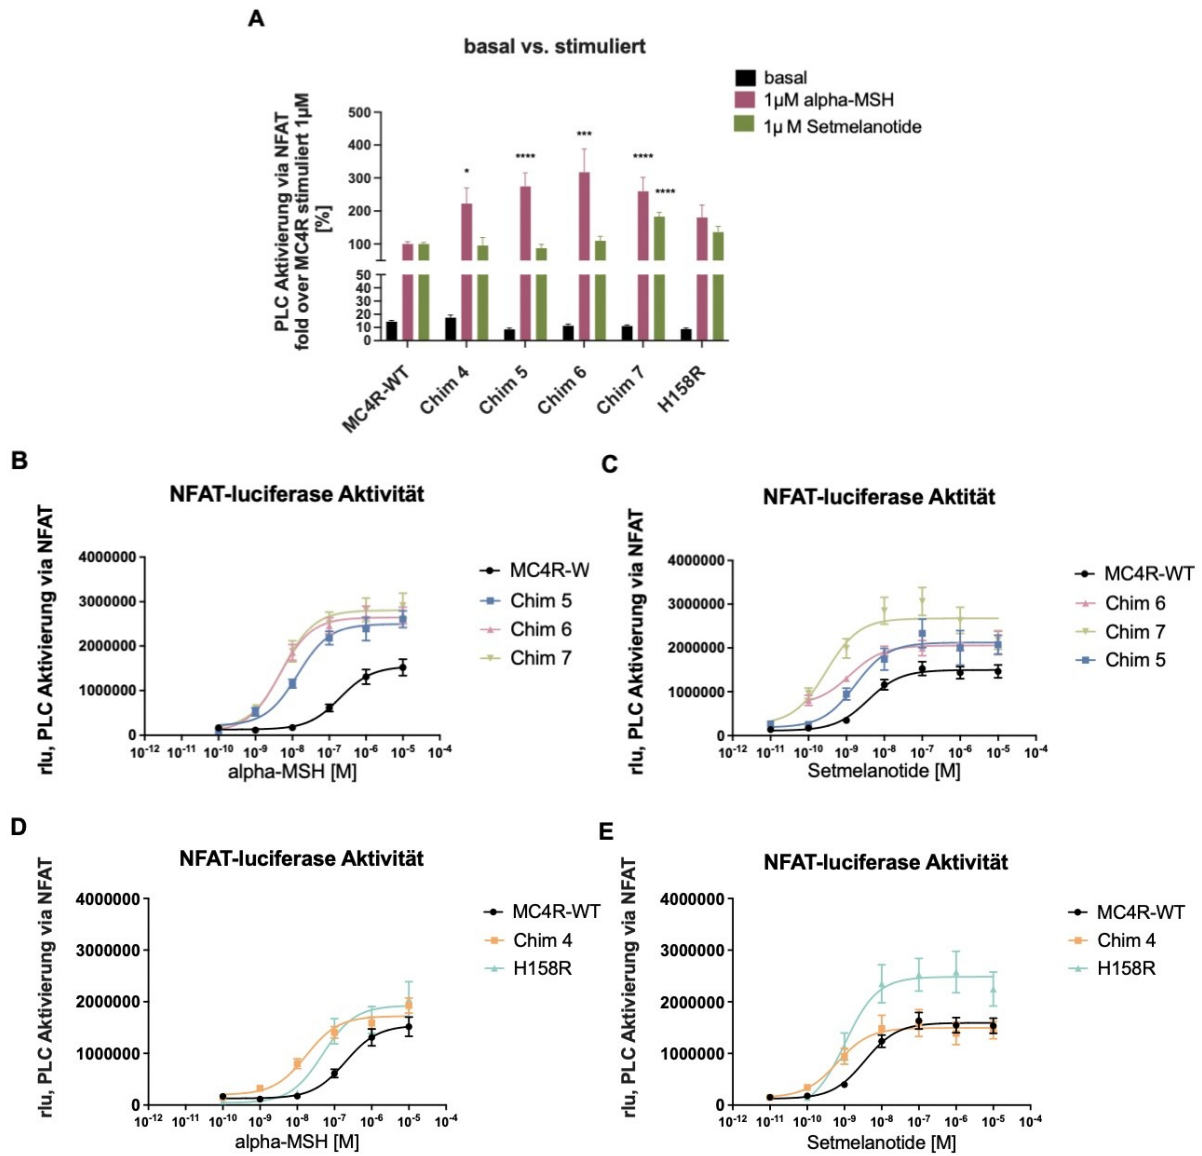 A
basal vs. stimuliert
basal
1µM alpha-MSH
1µ M Setmelanotide
PLC Aktivierung via NFAT
fold over MC4R stimuliert 1µM
[%]
500
400
300
200
100
50
40
30
20
10
0
*
****
***
****
****
MC4R-WT
Chim 4
Chim 5
Chim 6
Chim 7
H158R
B
NFAT-luciferase Aktivität
rlu, PLC Aktivierung via NFAT
4000000
3000000
2000000
1000000
0
10-12 10-11 10-10 10-9 10-8 10-7 10-6 10-5 10-4
alpha-MSH [M]
MC4R-W
Chim 5
Chim 6
Chim 7
C
NFAT-luciferase Aktität
rlu, PLC Aktivierung via NFAT
4000000
3000000
2000000
1000000
0
10-12 10-11 10-10 10-9 10-8 10-7 10-6 10-5 10-4
Setmelanotide [M]
MC4R-WT
Chim 6
Chim 7
Chim 5
D
NFAT-luciferase Aktivität
rlu, PLC Aktivierung via NFAT
4000000
3000000
2000000
1000000
0
10-12 10-11 10-10 10-9 10-8 10-7 10-6 10-5 10-4
alpha-MSH [M]
MC4R-WT
Chim 4
H158R
E
NFAT-luciferase Aktivität
rlu, PLC Aktivierung via NFAT
4000000
3000000
2000000
1000000
0
10-12 10-11 10-10 10-9 10-8 10-7 10-6 10-5 10-4
Setmelanotide [M]
MC4R-WT
Chim 4
H158R